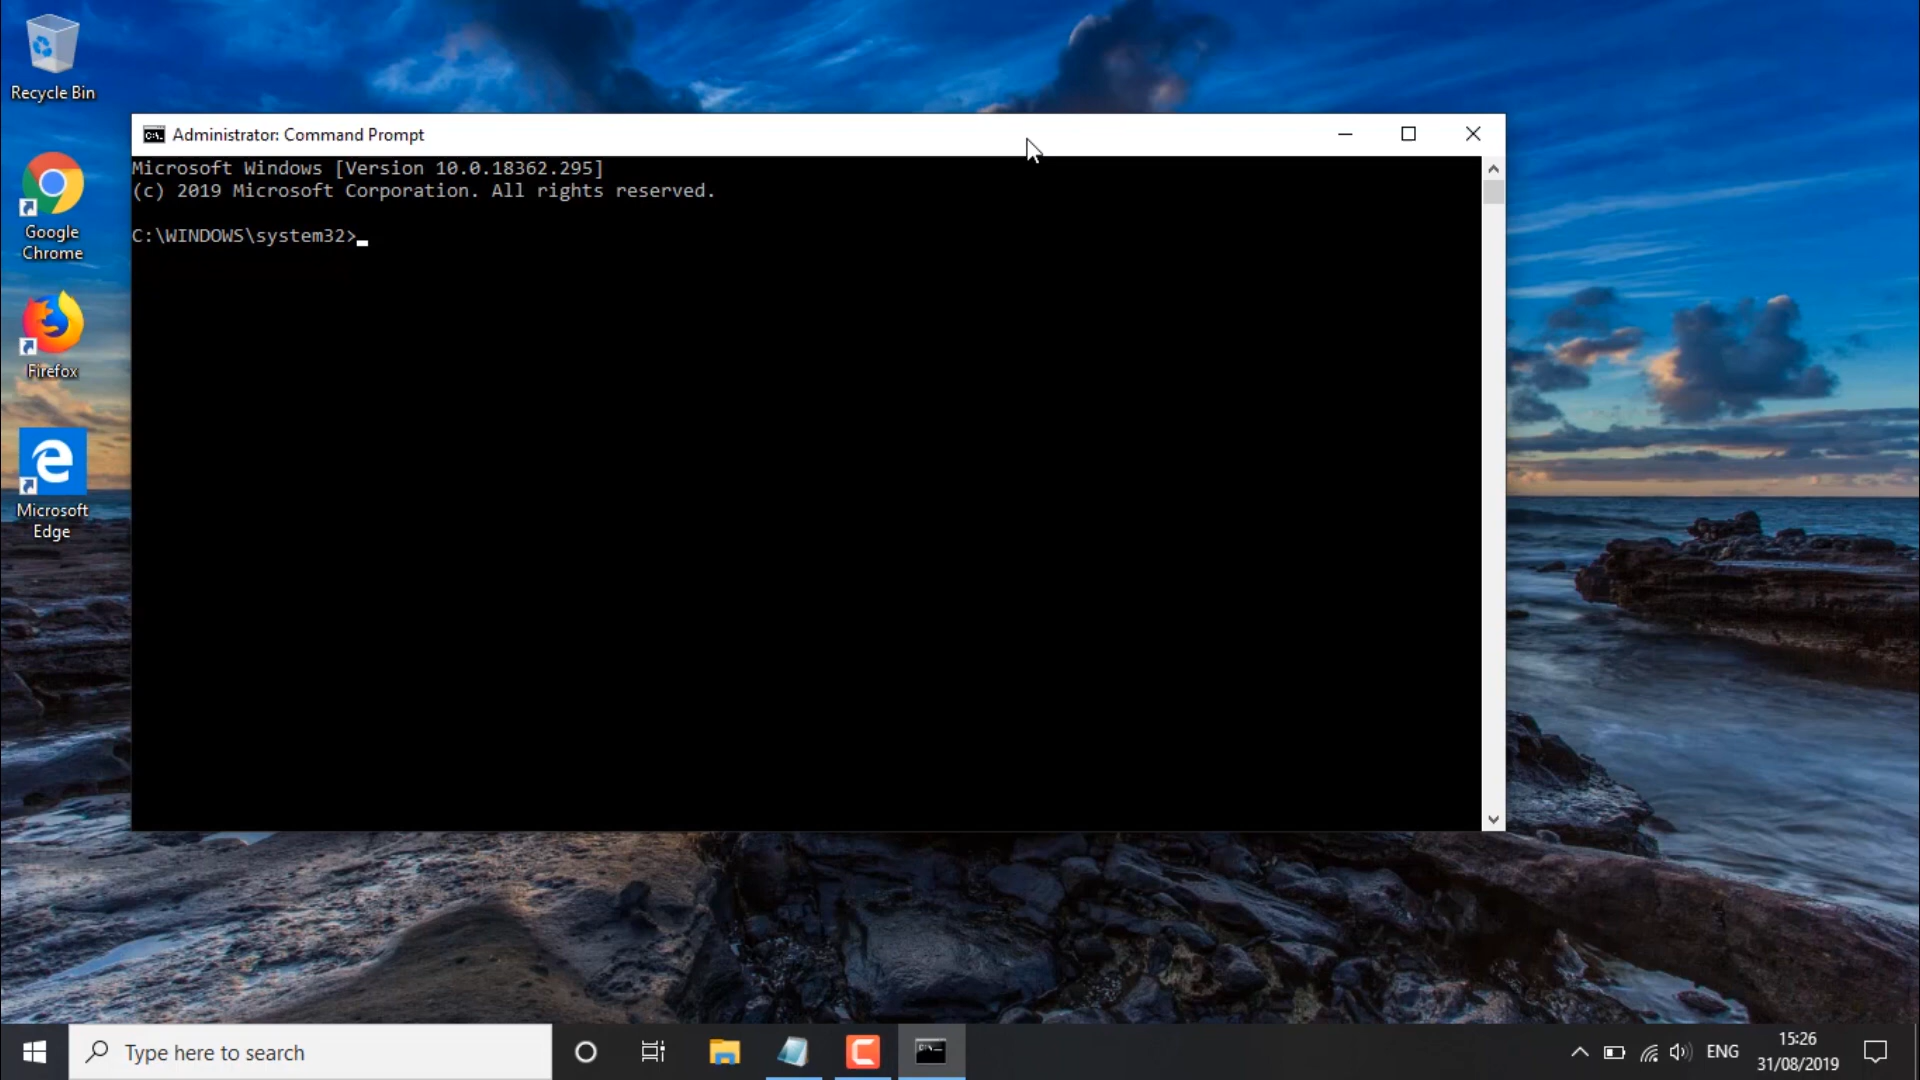 Recycle Bin
Google
Chrome
Firefox
Microsoft
Edge
Administrator: Command Prompt
Microsoft Windows [Version 10.0.18362.295]
(c) 2019 Microsoft Corporation. All rights reserved.
C:\WINDOWS\system32>
Type here to search
ENG
15:26
31/08/2019